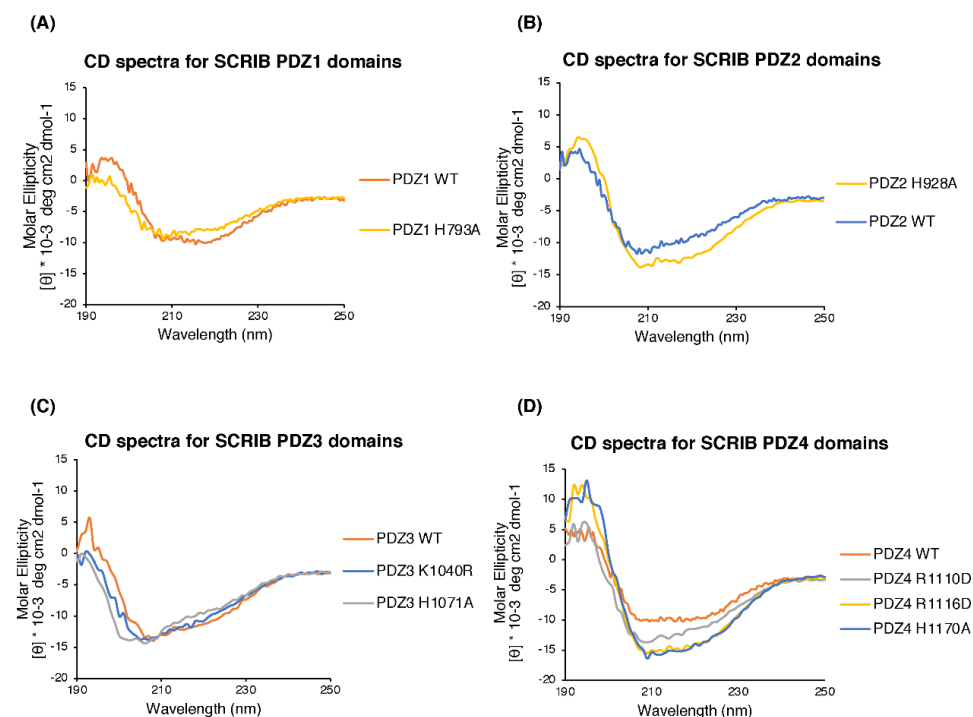 (A)
CD spectra for SCRIB PDZ1 domains
Molar Ellipticity
[θ] * 10-3 deg cm2 dmol-1
15
10
5
0
-5
-10
-15
-20
190
210
230
250
Wavelength (nm)
PDZ1 WT
PDZ1 H793A
(B)
CD spectra for SCRIB PDZ2 domains
Molar Ellipticity
[θ] * 10-3 deg cm2 dmol-1
15
10
5
0
-5
-10
-15
-20
190
210
230
250
Wavelength (nm)
PDZ2 H928A
PDZ2 WT
(C)
CD spectra for SCRIB PDZ3 domains
Molar Ellipticity
[θ] * 10-3 deg cm2 dmol-1
15
10
5
0
-5
-10
-15
-20
190
210
230
250
Wavelength (nm)
PDZ3 WT
PDZ3 K1040R
PDZ3 H1071A
(D)
CD spectra for SCRIB PDZ4 domains
Molar Ellipticity
[θ] * 10-3 deg cm2 dmol-1
15
10
5
0
-5
-10
-15
-20
190
210
230
250
Wavelength (nm)
PDZ4 WT
PDZ4 R1110D
PDZ4 R1116D
PDZ4 H1170A